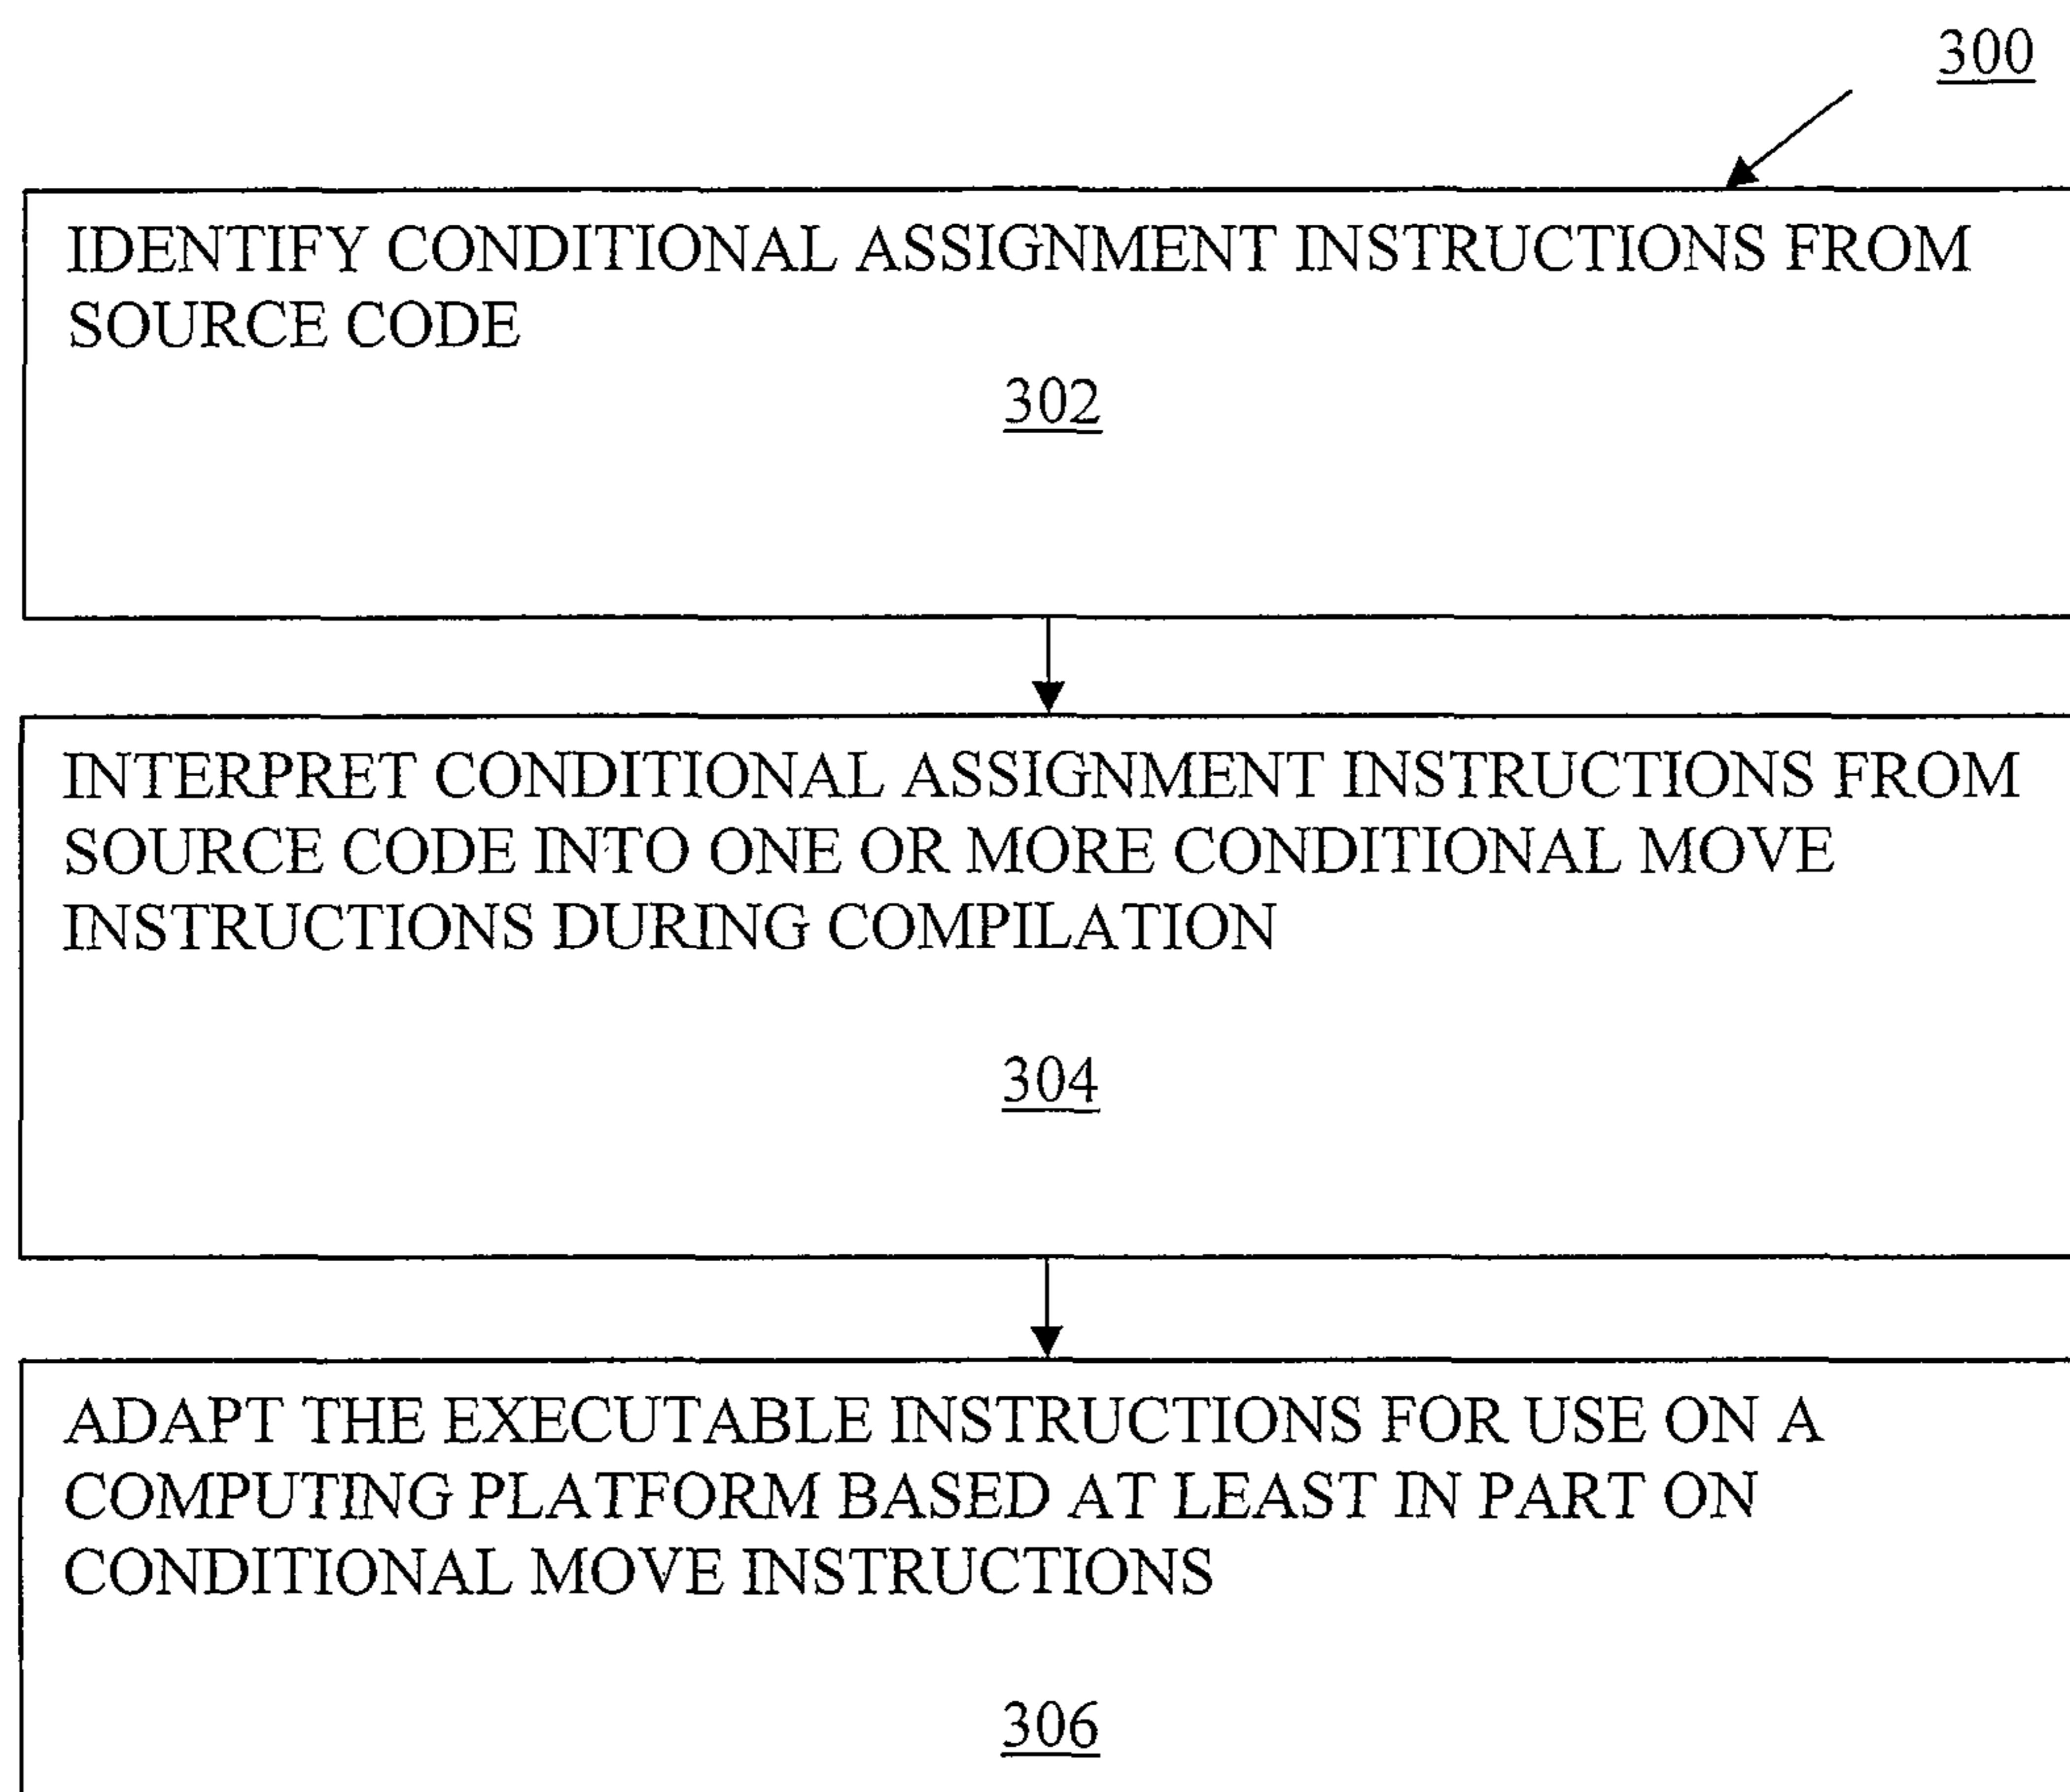 300
IDENTIFY CONDITIONAL ASSIGNMENT INSTRUCTIONS FROM
SOURCE CODE
302
INTERPRET CONDITIONAL ASSIGNMENT INSTRUCTIONS FROM
SOURCE CODE INTO ONE OR MORE CONDITIONAL MOVE
INSTRUCTIONS DURING COMPILATION
304
ADAPT THE EXECUTABLE INSTRUCTIONS FOR USE ON A
COMPUTING PLATFORM BASED AT LEAST IN PART ON
CONDITIONAL MOVE INSTRUCTIONS
306